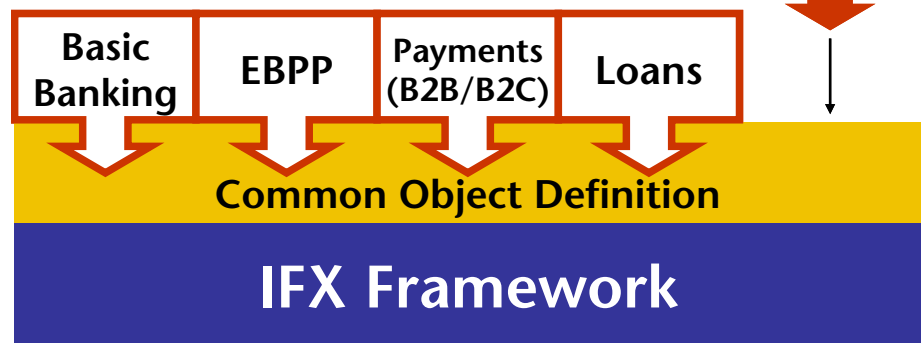 Basic
Banking
EBPP
Payments
(B2B/B2C)
Loans
Common Object Definition
IFX Framework